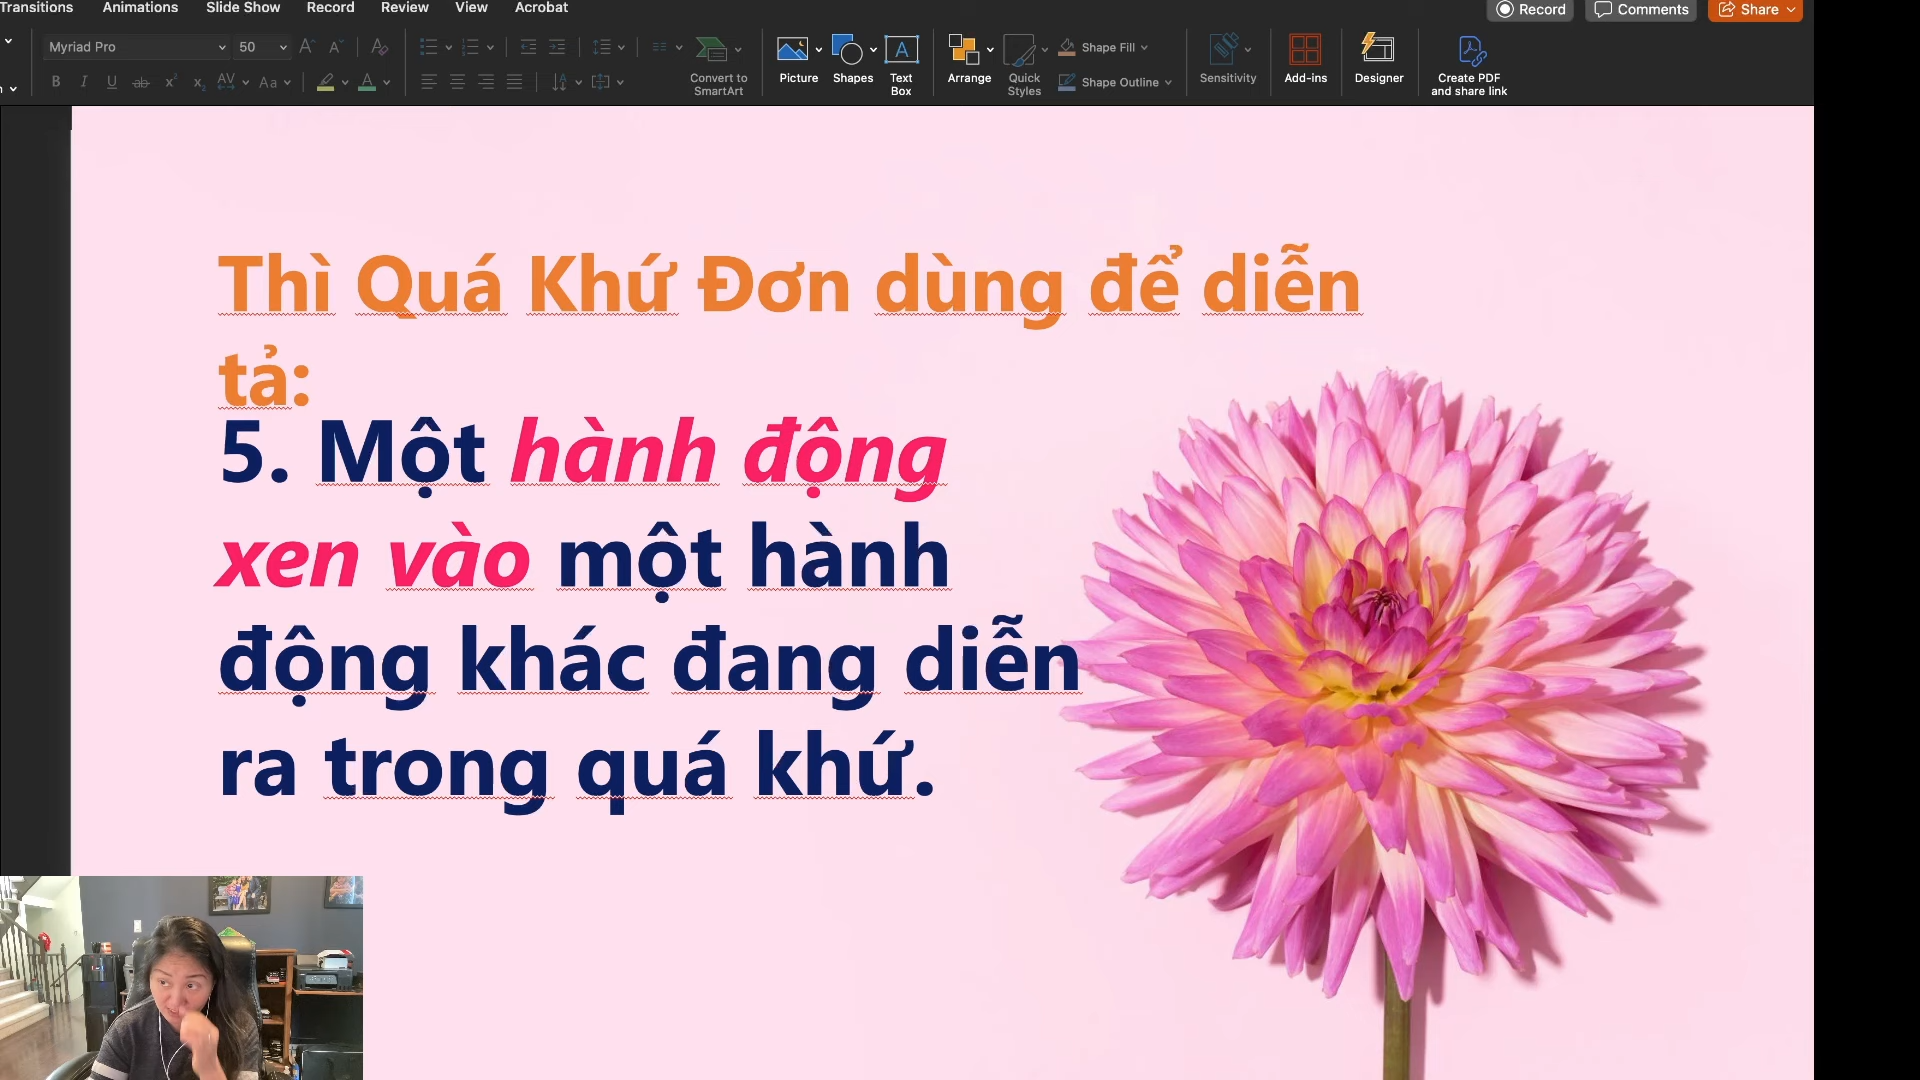 Transitions Animations Slide Show Record Review View Acrobat Record Comments Share
Myriad Pro 50 Shape Fill
Convert to SmartArt Picture Shapes Text Box Arrange Quick Styles Shape Outline Sensitivity Add-ins Designer Create PDF and share link
Thì Quá Khứ Đơn dùng để diễn
tả:
5. Một hành động
xen vào một hành
động khác đang diễn
ra trong quá khứ.